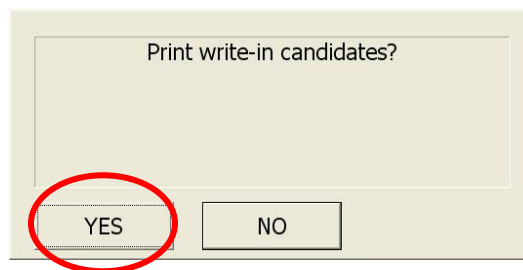 Print write-in candidates?
YES
NO